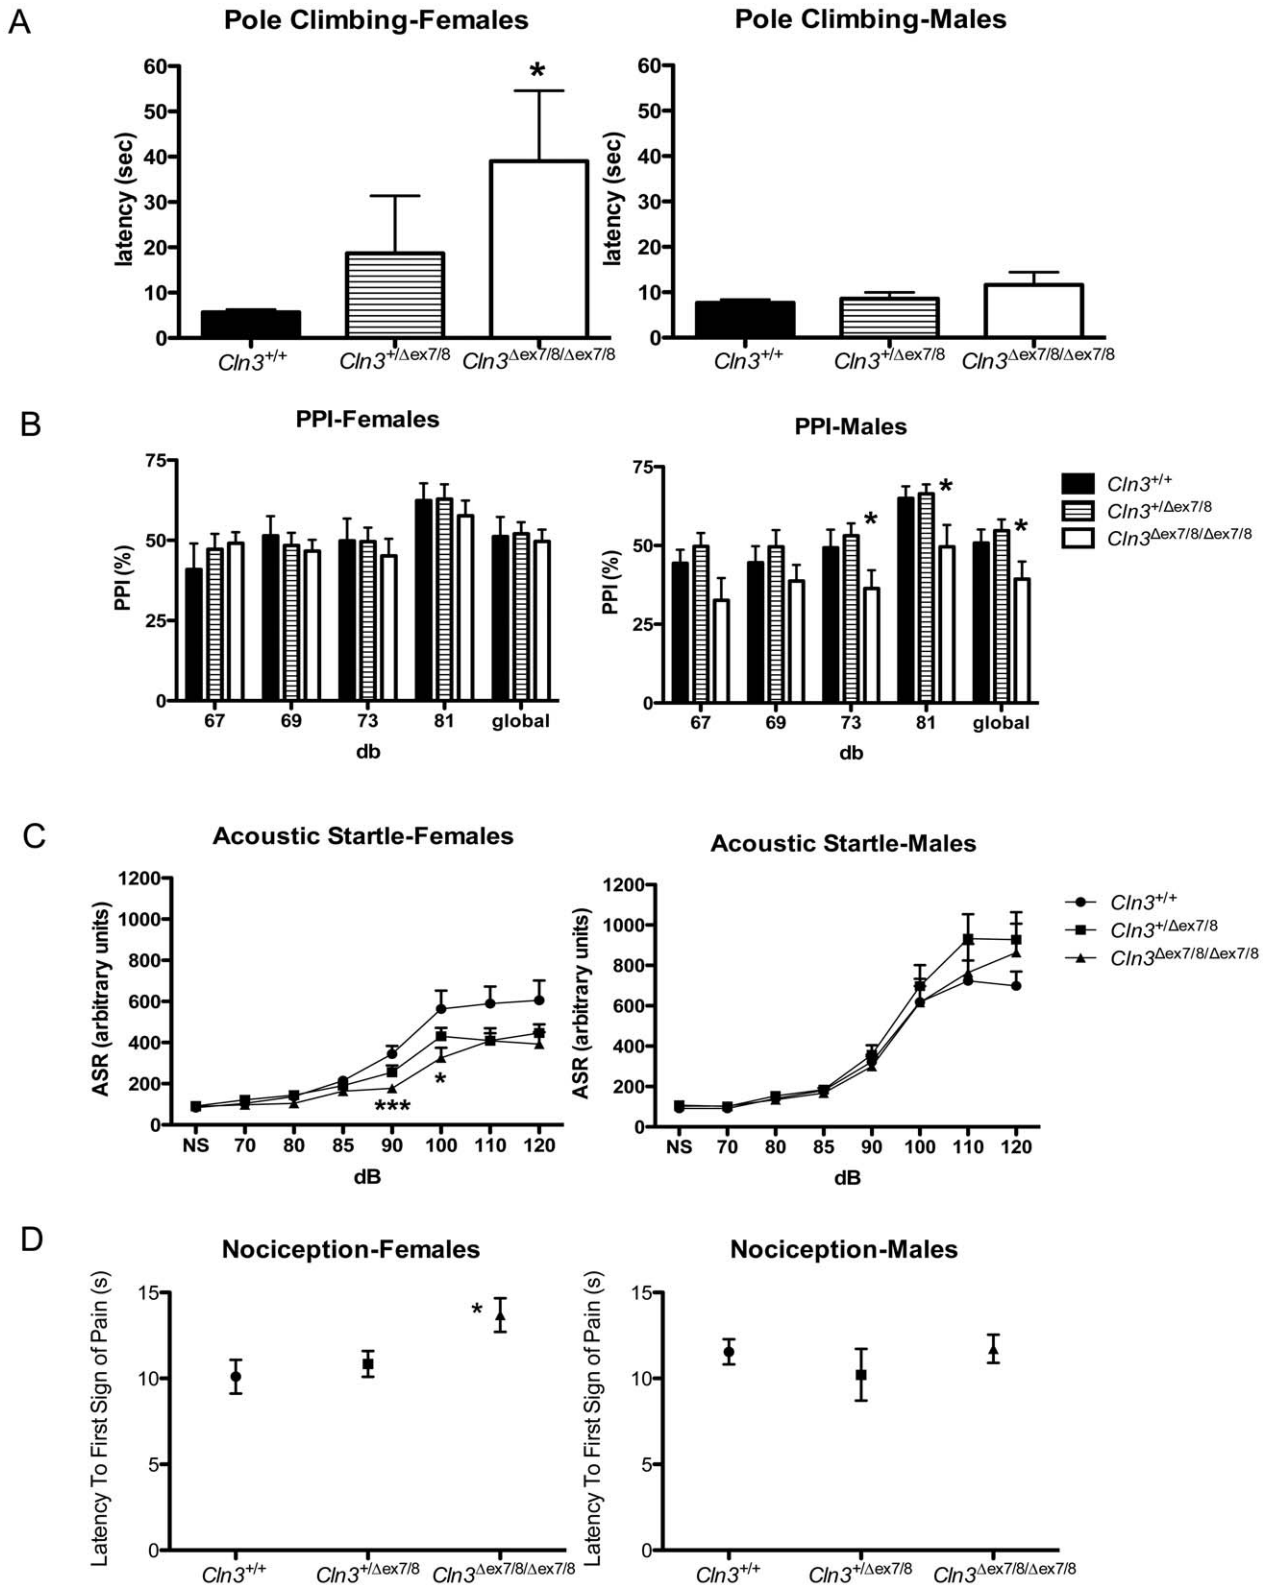 A
Pole Climbing-Females
Pole Climbing-Males
60
50
40
30
20
10
0
latency (sec)
*
Cln3+/+
Cln3+/Δex7/8
Cln3Δex7/8/Δex7/8
60
50
40
30
20
10
0
latency (sec)
Cln3+/+
Cln3+/Δex7/8
Cln3Δex7/8/Δex7/8
B
PPI-Females
75
50
25
0
PPI (%)
67 69 73 81 global
db
PPI-Males
75
50
25
0
PPI (%)
* * *
67 69 73 81 global
db
Cln3+/+
Cln3+/Δex7/8
Cln3Δex7/8/Δex7/8
C
Acoustic Startle-Females
1200
1000
800
600
400
200
0
ASR (arbitrary units)
***
*
NS 70 80 85 90 100 110 120
dB
Acoustic Startle-Males
1200
1000
800
600
400
200
0
ASR (arbitrary units)
NS 70 80 85 90 100 110 120
dB
Cln3+/+
Cln3+/Δex7/8
Cln3Δex7/8/Δex7/8
D
Nociception-Females
15
10
5
0
Latency To First Sign of Pain (s)
*
Cln3+/+
Cln3+/Δex7/8
Cln3Δex7/8/Δex7/8
Nociception-Males
15
10
5
0
Latency To First Sign of Pain (s)
Cln3+/+
Cln3+/Δex7/8
Cln3Δex7/8/Δex7/8